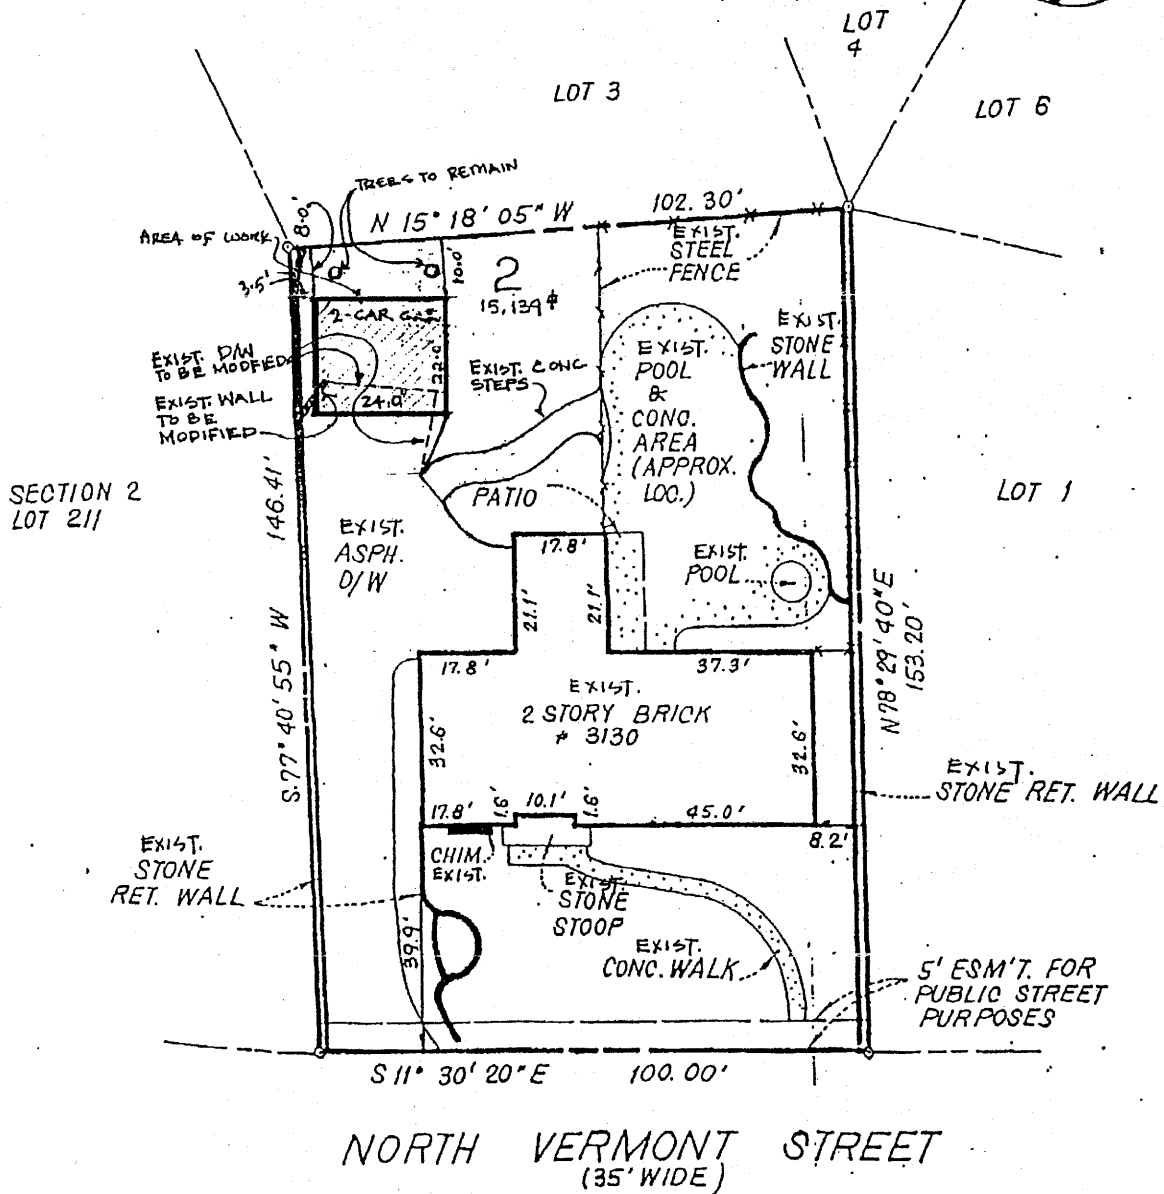 LOT
4
LOT 3
LOT 6
TREES TO REMAIN
N 15° 18' 05" W
102.30'
8.0'
AREA OF WORK
3.5'
10.0'
2
15,139
EXIST.
STEEL
FENCE
2-CAR
22.0'
24.0'
EXIST. D/W
TO BE MODFIED
EXIST. WALL
TO BE
MODIFIED
EXIST. CONC
STEPS
EXIST.
POOL
&
CONC.
AREA
(APPROX.
LOC.)
EXIST.
STONE
WALL
SECTION 2
LOT 211
146.41'
S.77° 40' 55" W
EXIST.
ASPH.
D/W
PATIO
LOT 1
17.8'
21.1'
21.1'
EXIST.
POOL
N78° 29' 40"E
153.20'
17.8'
37.3'
EXIST.
2 STORY BRICK
# 3130
32.6'
32.6'
17.8'
1.6'
10.1'
1.6'
45.0'
8.2'
EXIST.
STONE RET. WALL
EXIST.
STONE
RET. WALL
CHIM.
EXIST.
EXIST.
STONE
STOOP
39.9'
EXIST.
CONC. WALK
5' ESM'T. FOR
PUBLIC STREET
PURPOSES
S 11° 30' 20" E
100.00'
NORTH VERMONT STREET
(35' WIDE)